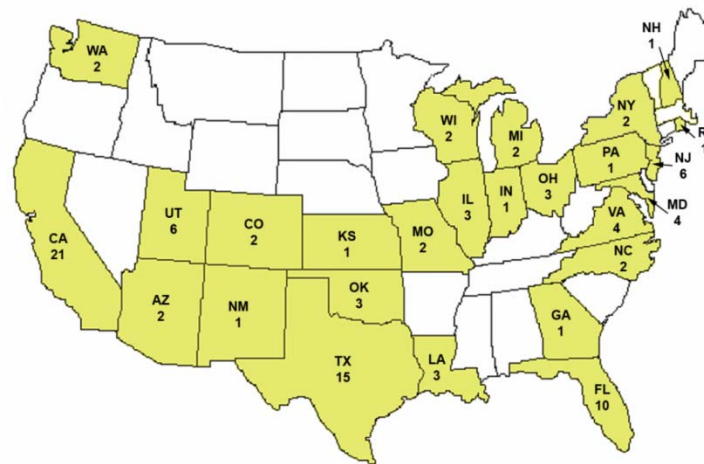 WA
2
NH
1
NY
2
WI
2
MI
2
R
PA
1
NJ
6
OH
3
IN
1
IL
3
MD
4
VA
4
UT
6
CO
2
CA
21
KS
1
MO
2
NC
2
AZ
2
NM
1
OK
3
GA
1
TX
15
LA
3
FL
10